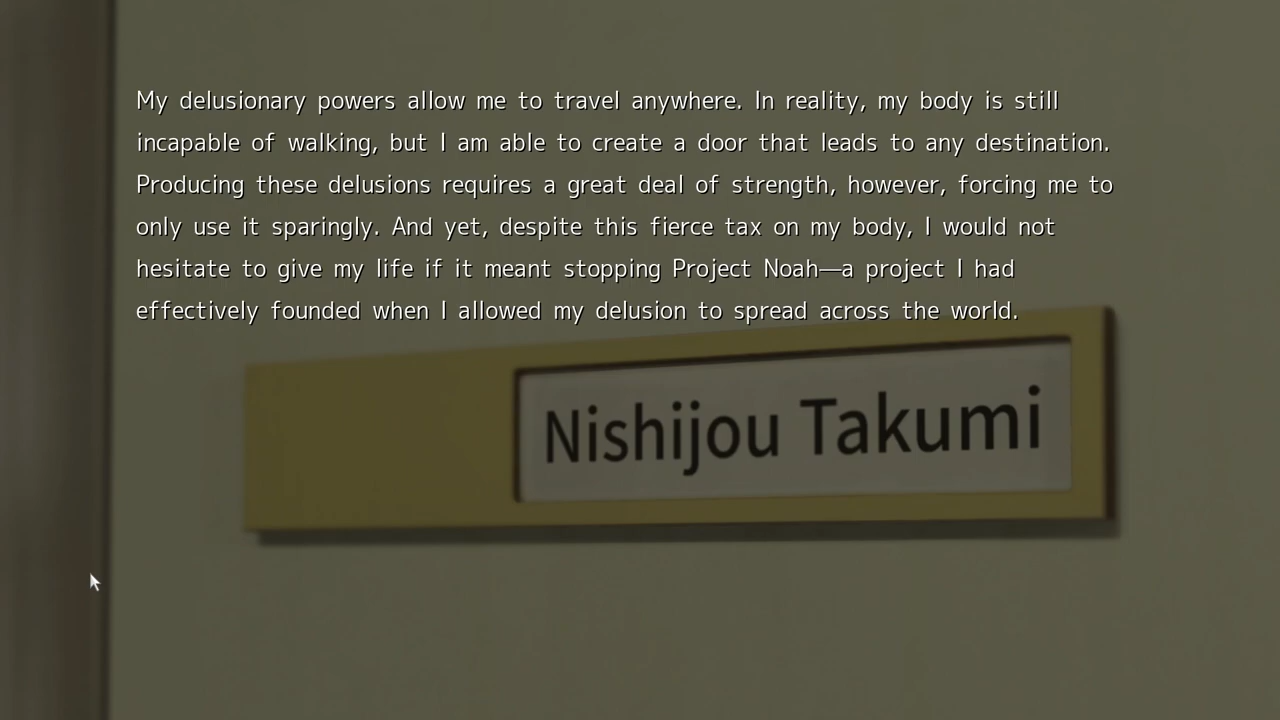 My delusionary powers allow me to travel anywhere. In reality, my body is still
incapable of walking, but I am able to create a door that leads to any destination.
Producing these delusions requires a great deal of strength, however, forcing me to
only use it sparingly. And yet, despite this fierce tax on my body, I would not
hesitate to give my life if it meant stopping Project Noah—a project I had
effectively founded when I allowed my delusion to spread across the world.
Nishijou Takumi